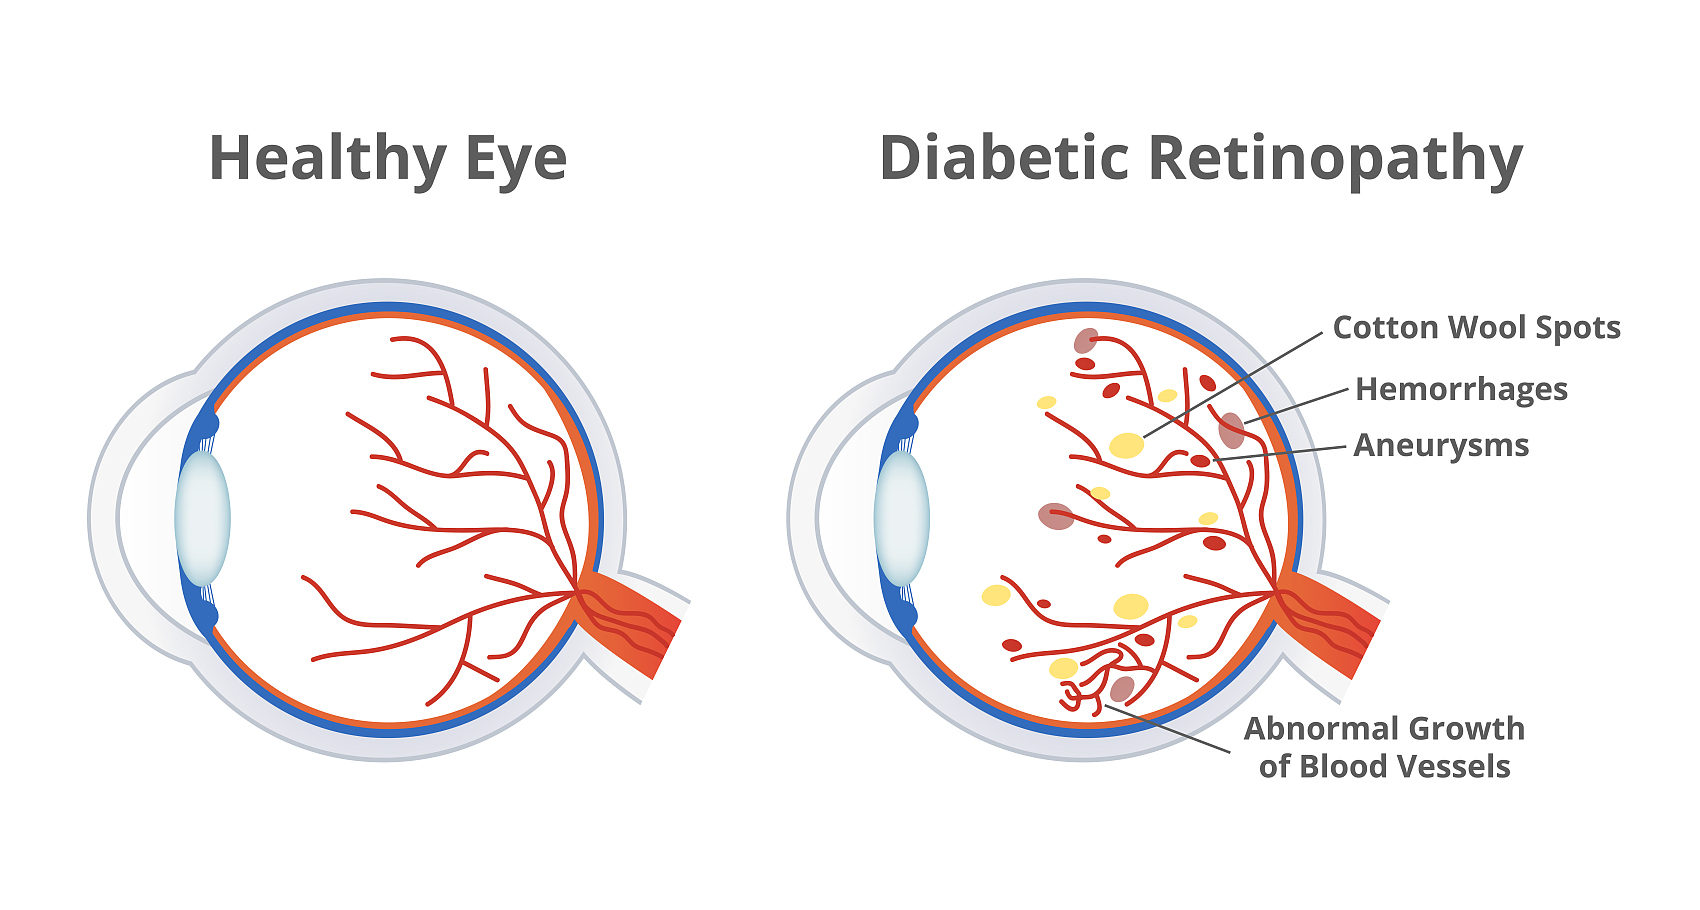 Healthy Eye
Diabetic Retinopathy
Cotton Wool Spots
Hemorrhages
Aneurysms
Abnormal Growth
of Blood Vessels